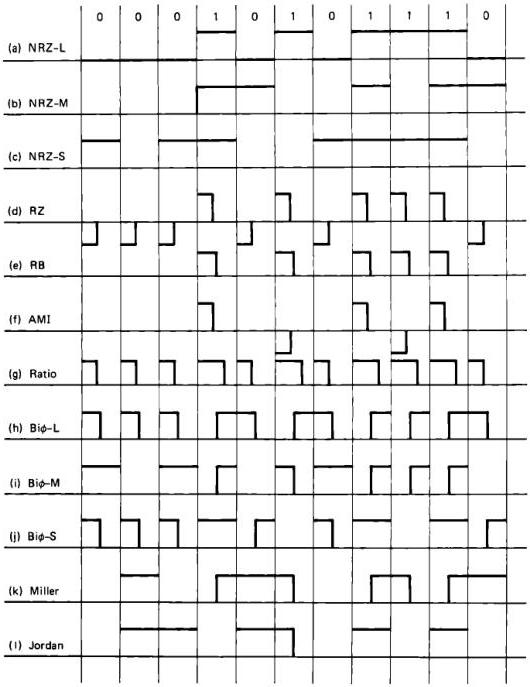 0 0 0 1 0 1 0 1 1 1 0
(a) NRZ-L
(b) NRZ-M
(c) NRZ-S
(d) RZ
(e) RB
(f) AMI
(g) Ratio
(h) Biϕ-L
(i) Biϕ-M
(j) Biϕ-S
(k) Miller
(l) Jordan